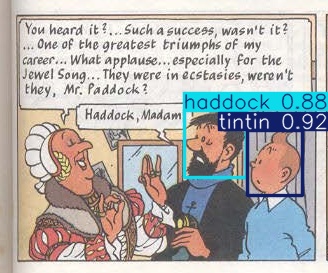 You heard it?... Such a success, wasn't it?
... One of the greatest triumphs of my
career... What applause... especially for the
Jewel Song... They were in ecstasies, weren't
they, Mr. Paddock?
Haddock, Madam
haddock 0.88
tintin 0.92